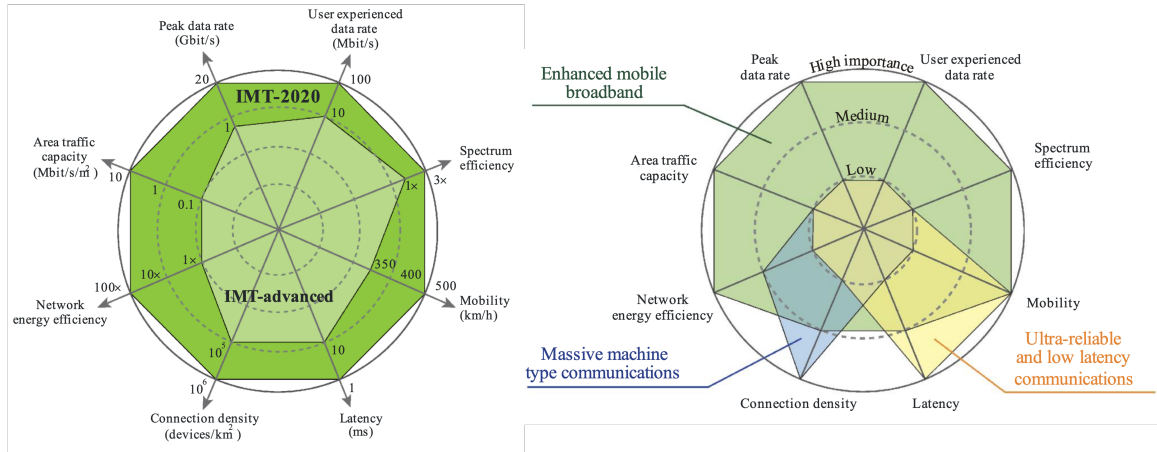 Peak data rate
(Gbit/s)
User experienced
data rate
(Mbit/s)
20
100
IMT-2020
1
10
Area traffic
capacity
(Mbit/s/m²)
Spectrum
efficiency
10
1
0.1
1×
3×
1×
10×
100×
350
400
500
Network
energy efficiency
IMT-advanced
Mobility
(km/h)
10⁵
10⁶
10
1
Connection density
(devices/km²)
Latency
(ms)
Enhanced mobile
broadband
Peak
data rate
High importance
User experienced
data rate
Medium
Area traffic
capacity
Low
Spectrum
efficiency
Network
energy efficiency
Mobility
Massive machine
type communications
Ultra-reliable
and low latency
communications
Connection density
Latency